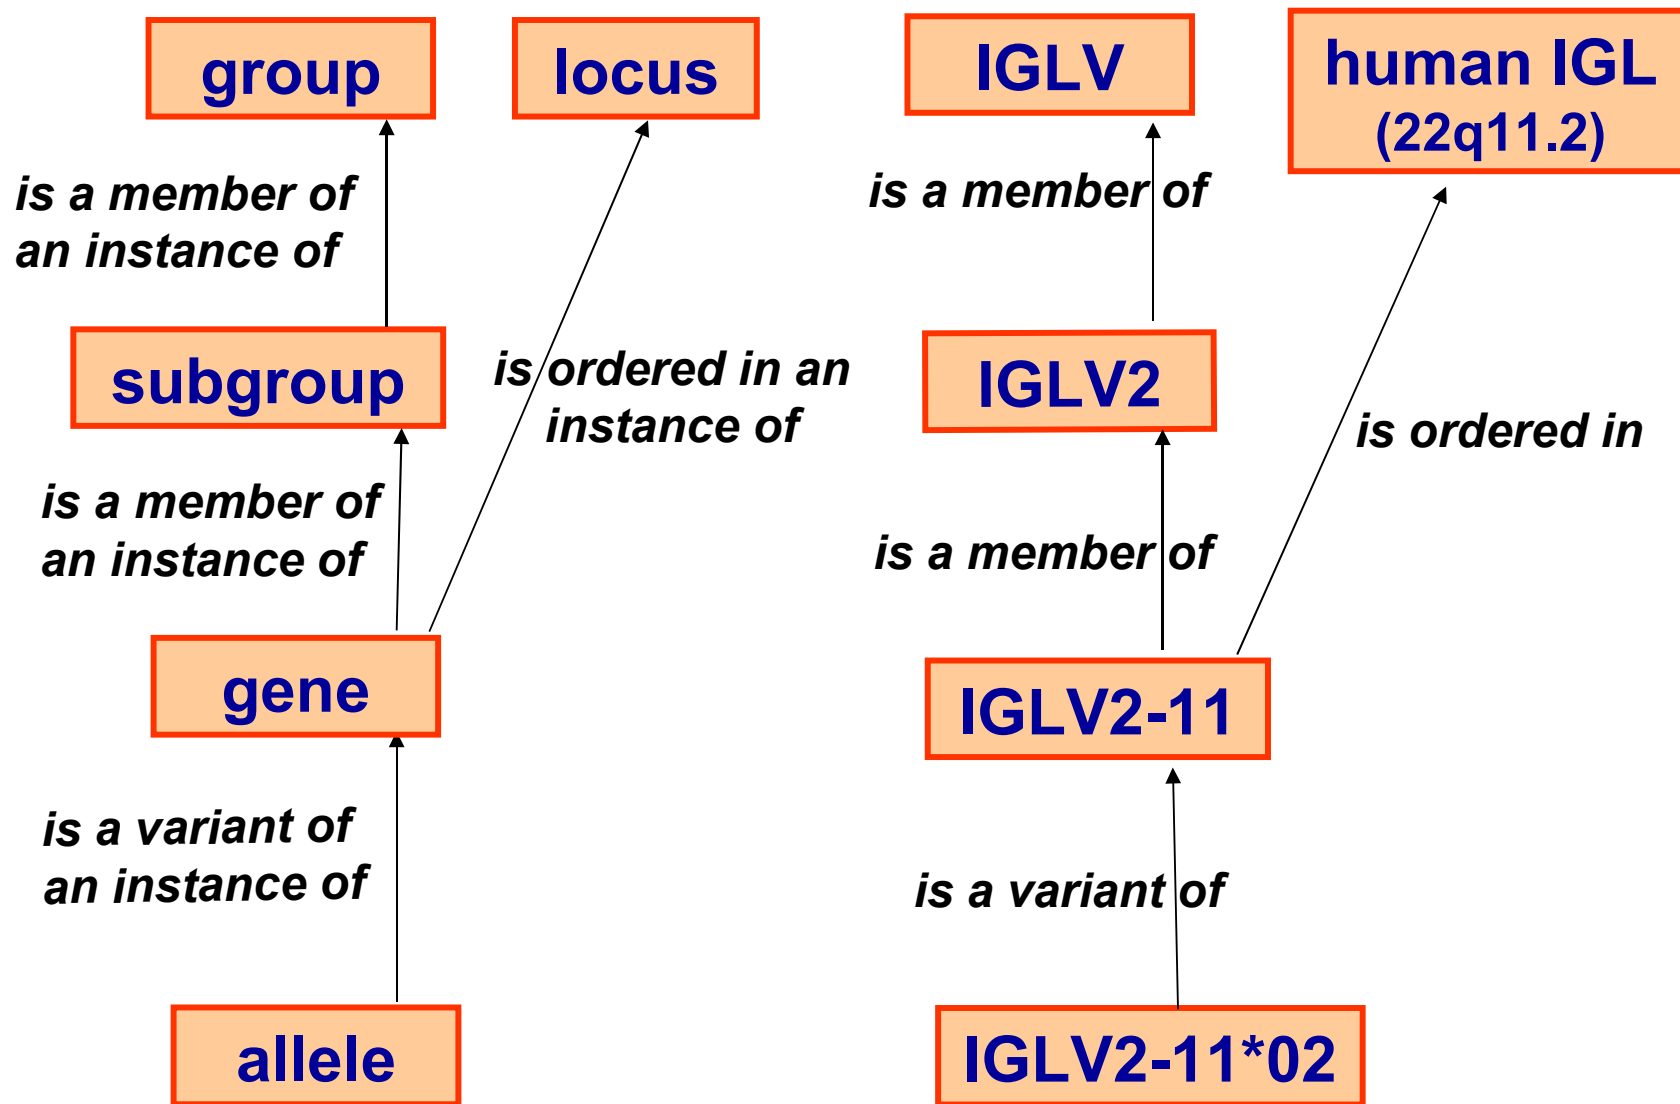 group
locus
is a member of
an instance of
subgroup
is ordered in an
instance of
is a member of
an instance of
gene
is a variant of
an instance of
allele
IGLV
human IGL
(22q11.2)
is a member of
IGLV2
is ordered in
is a member of
IGLV2-11
is a variant of
IGLV2-11*02